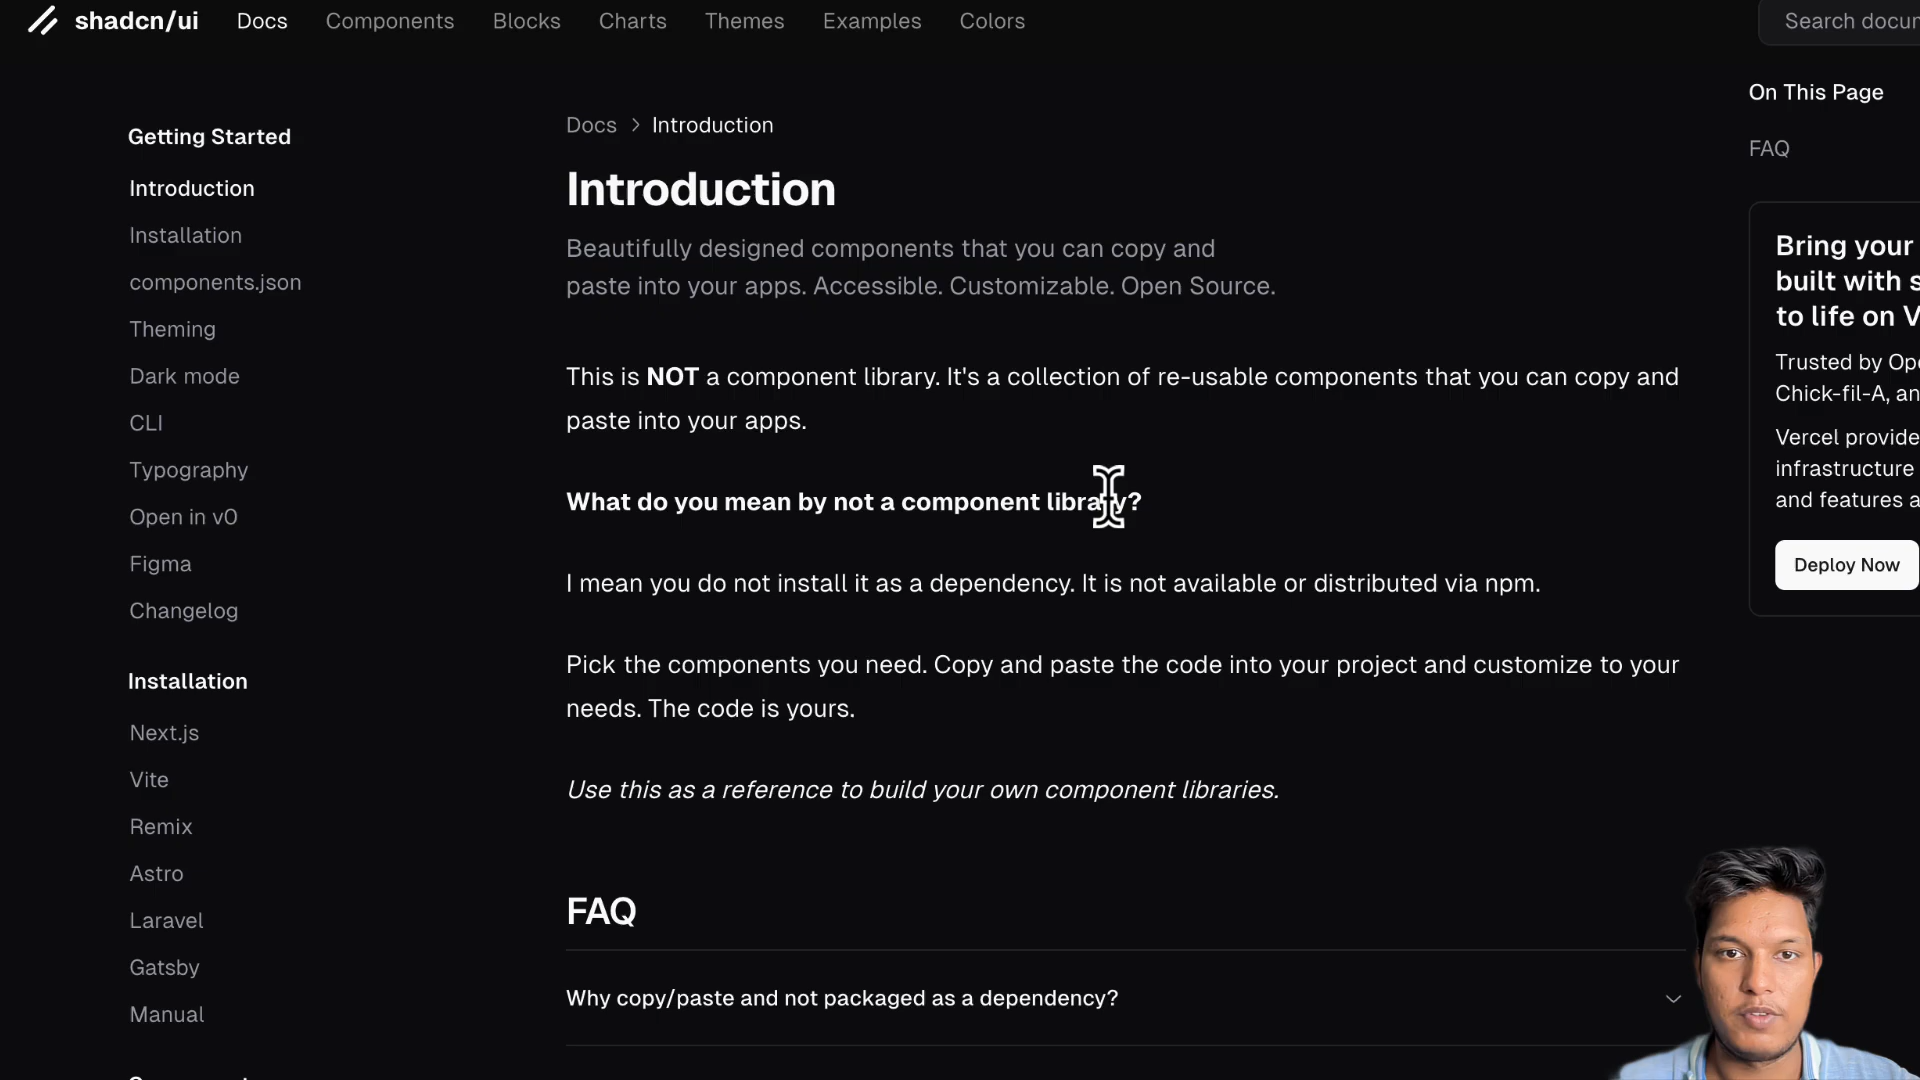 shadcn/ui
Docs
Components
Blocks
Charts
Themes
Examples
Colors
Search docu
Getting Started
Introduction
Installation
components.json
Theming
Dark mode
CLI
Typography
Open in v0
Figma
Changelog
Installation
Next.js
Vite
Remix
Astro
Laravel
Gatsby
Manual
Docs > Introduction
Introduction
Beautifully designed components that you can copy and
paste into your apps. Accessible. Customizable. Open Source.
This is NOT a component library. It's a collection of re-usable components that you can copy and
paste into your apps.
What do you mean by not a component library?
I mean you do not install it as a dependency. It is not available or distributed via npm.
Pick the components you need. Copy and paste the code into your project and customize to your
needs. The code is yours.
Use this as a reference to build your own component libraries.
FAQ
Why copy/paste and not packaged as a dependency?
On This Page
FAQ
Bring your
built with s
to life on V
Trusted by Ope
Chick-fil-A, an
Vercel provide
infrastructure
and features a
Deploy Now